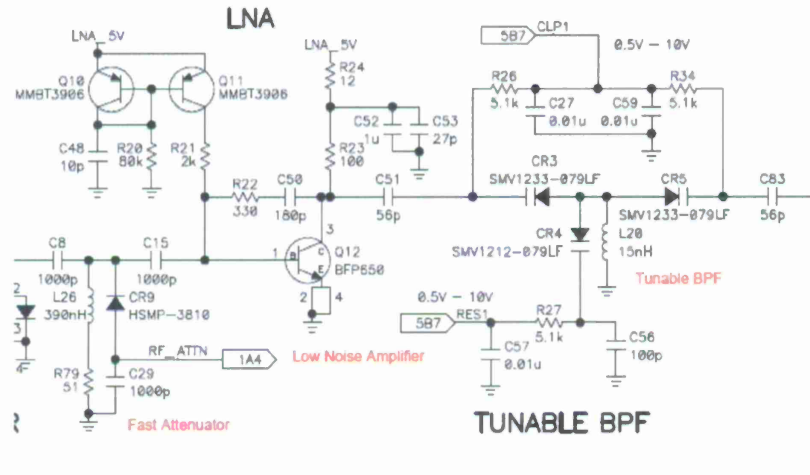 LNA
LNA_5V
Q10
MMBT3906
Q11
MMBT3906
C48
10p
R20
80k
R21
2k
LNA_5V
R24
12
C52
1u
C53
27p
R23
100
R22
330
C50
180p
C51
56p
5B7
CLP1
0.5V - 10V
R26
5.1k
C27
0.01u
C59
0.01u
R34
5.1k
CR3
SMV1233-079LF
CR5
SMV1233-079LF
C83
56p
CR4
SMV1212-079LF
L20
15nH
Tunable BPF
C8
1000p
C15
1000p
1
B
C
E
3
Q12
BFP650
2
4
L26
390nH
CR9
HSMP-3810
2
3
4
RF_ATTN
1A4
Low Noise Amplifier
R79
51
C29
1000p
Fast Attenuator
0.5V - 10V
5B7
RES1
R27
5.1k
C57
0.01u
C56
100p
R
TUNABLE BPF